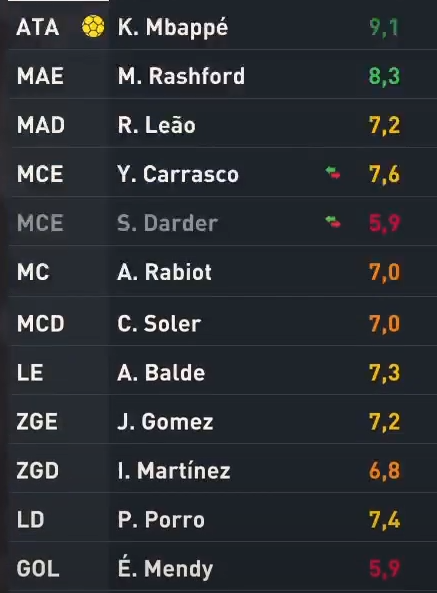 ATA K. Mbappé 9,1
MAE M. Rashford 8,3
MAD R. Leão 7,2
MCE Y. Carrasco 7,6
MCE S. Darder 5,9
MC A. Rabiot 7,0
MCD C. Soler 7,0
LE A. Balde 7,3
ZGE J. Gomez 7,2
ZGD I. Martínez 6,8
LD P. Porro 7,4
GOL É. Mendy 5,9